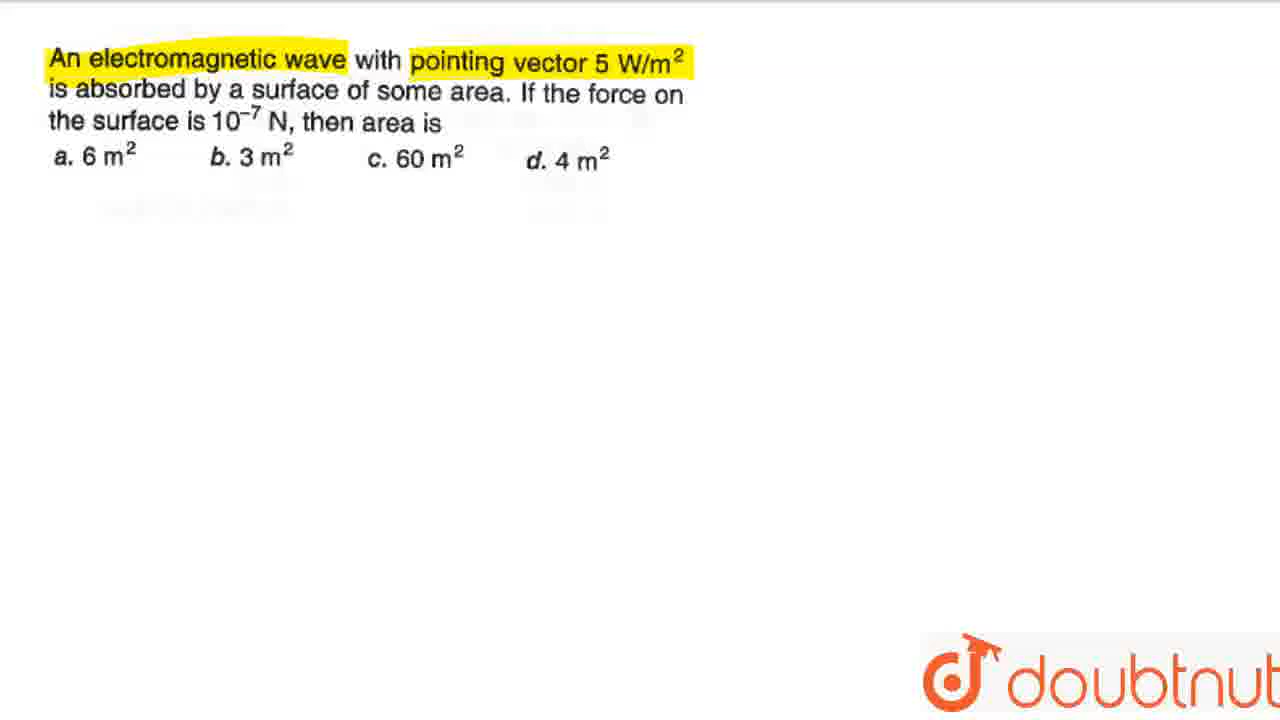 An electromagnetic wave with pointing vector 5 W/m²
is absorbed by a surface of some area. If the force on
the surface is 10⁻⁷ N, then area is
a. 6 m² b. 3 m² c. 60 m² d. 4 m²
doubtnut